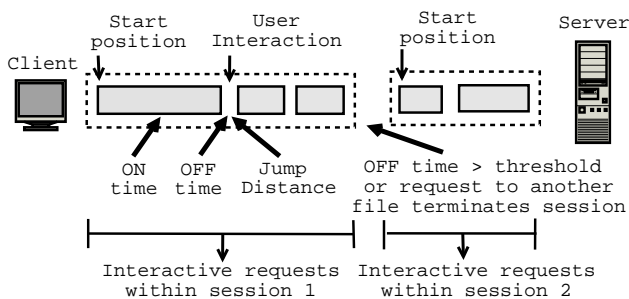 Start
position
User
Interaction
Start
position
Server
Client
ON
time
OFF
time
Jump
Distance
OFF time > threshold
or request to another
file terminates session
Interactive requests
within session 1
Interactive requests
within session 2